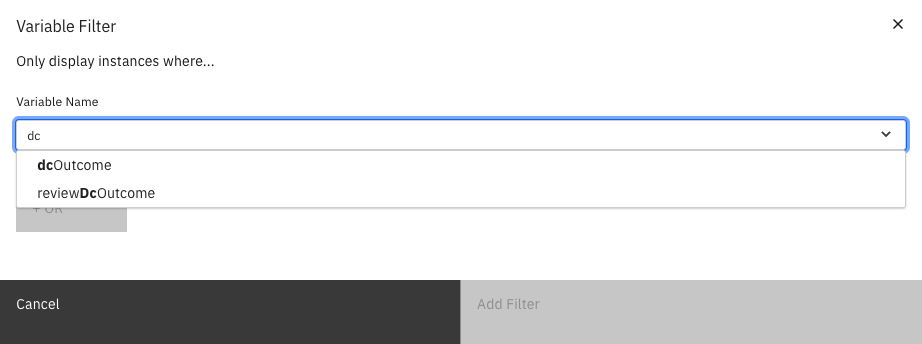 Variable Filter
Only display instances where...
Variable Name
dc
dcOutcome
reviewDcOutcome
+ OR
Cancel
Add Filter